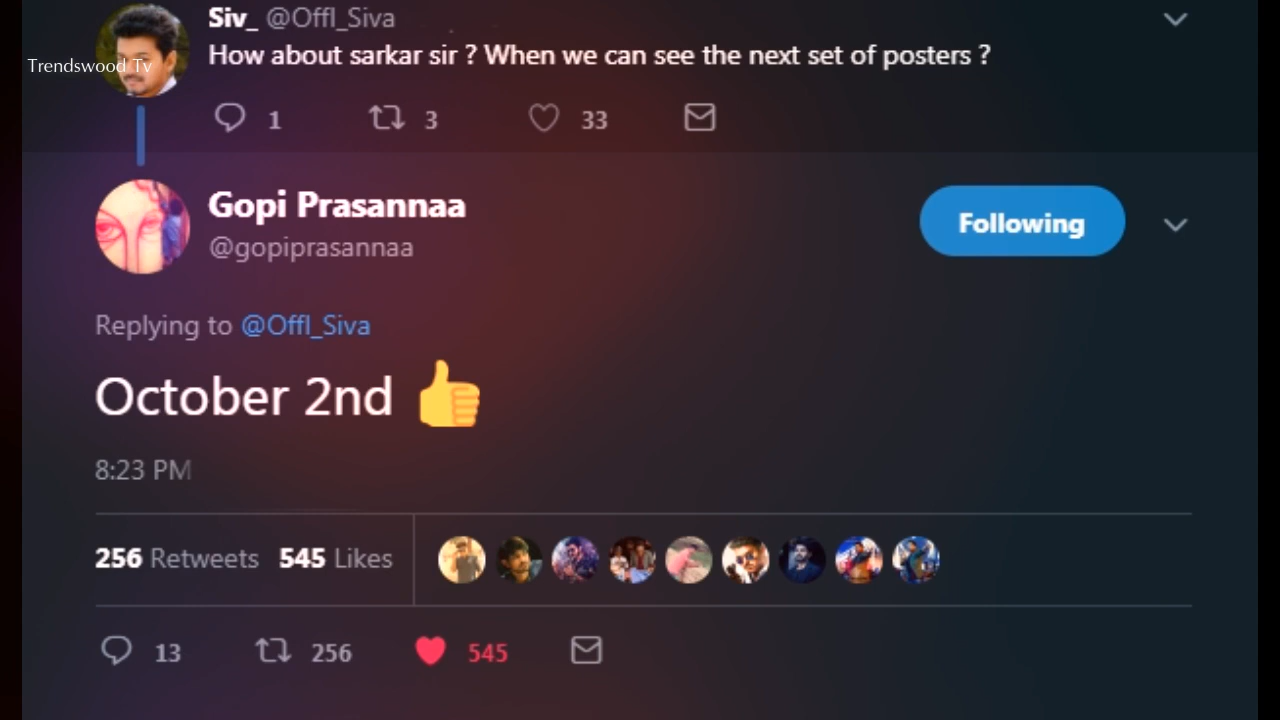 Siv_ @Offl_Siva
How about sarkar sir ? When we can see the next set of posters ?
Trendswood Tv
1 3 33
Gopi Prasannaa
@gopiprasannaa
Following
Replying to @Offl_Siva
October 2nd 👍
8:23 PM
256 Retweets 545 Likes
13 256 545